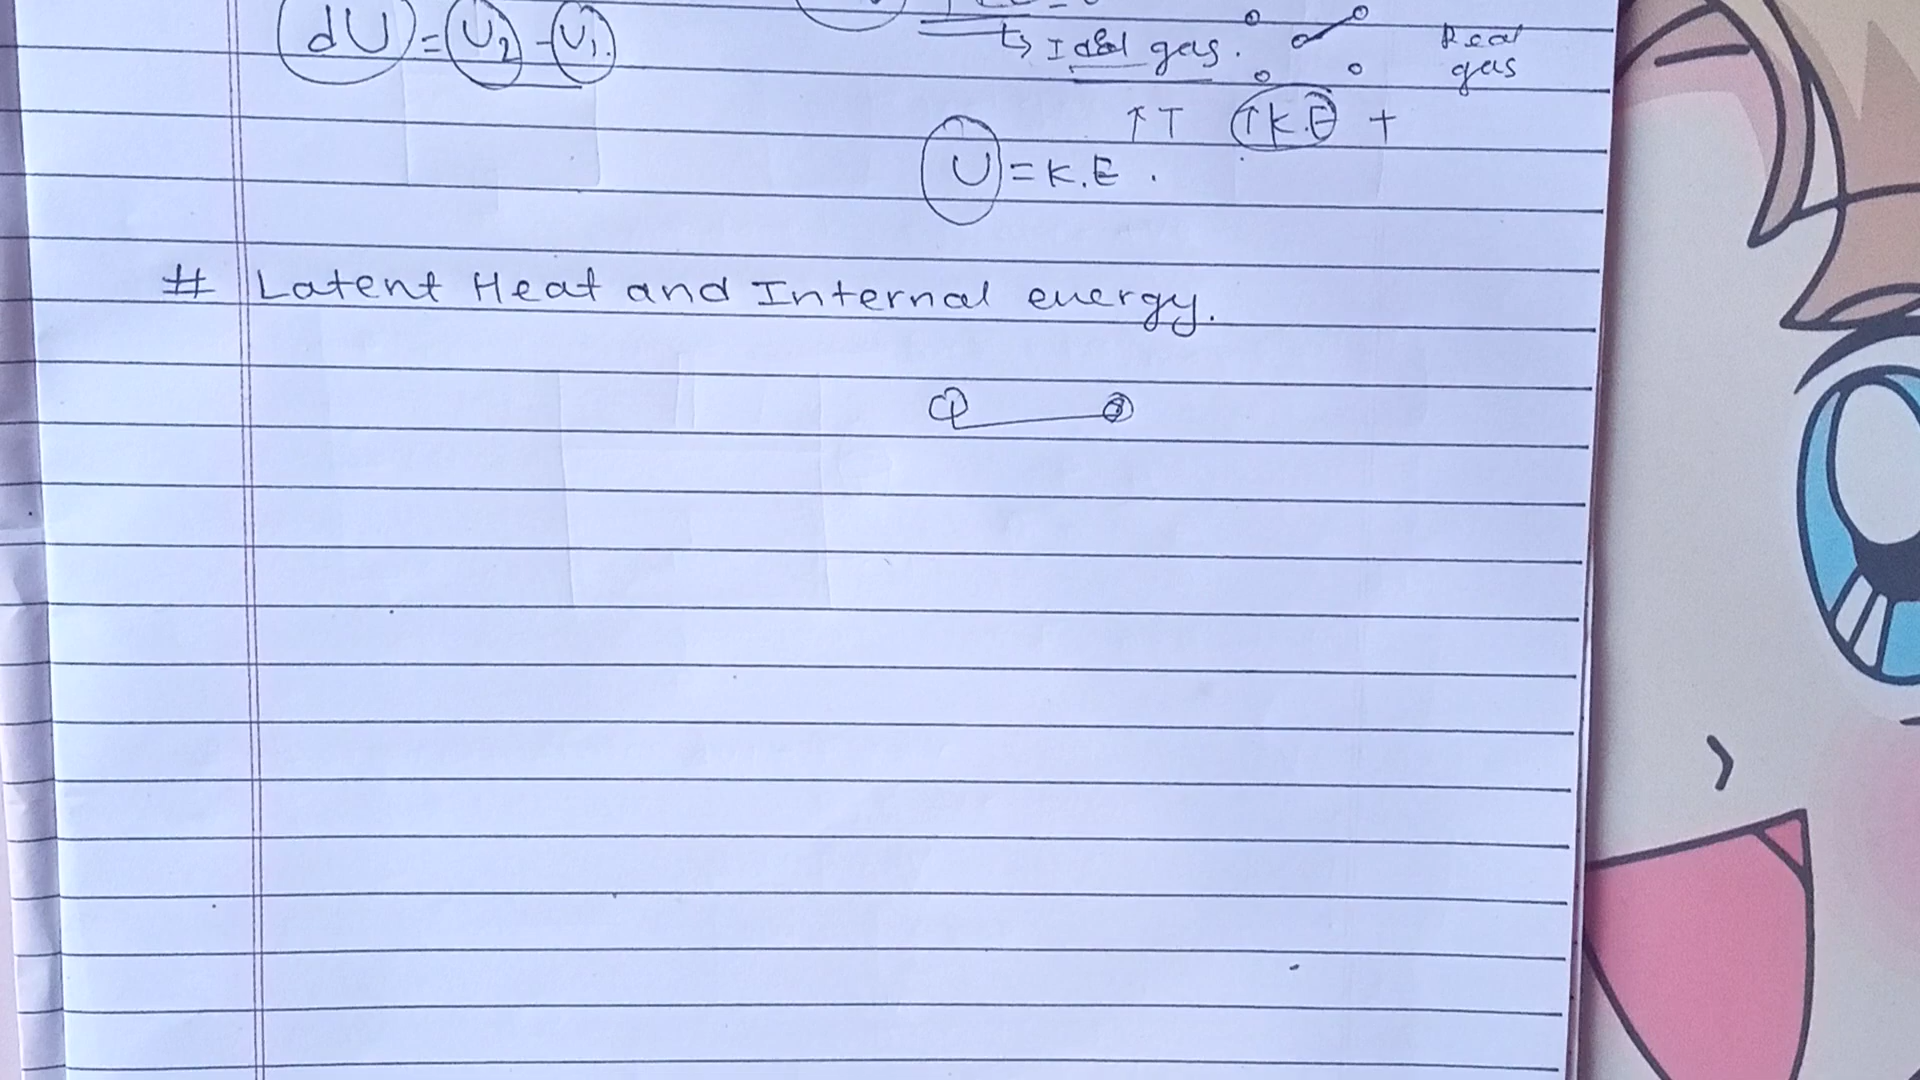 dU = U2 - U1.
↳ Ideal gas.
Real gas
↑T ↑K.E +
U = K.E.
# Latent Heat and Internal energy.